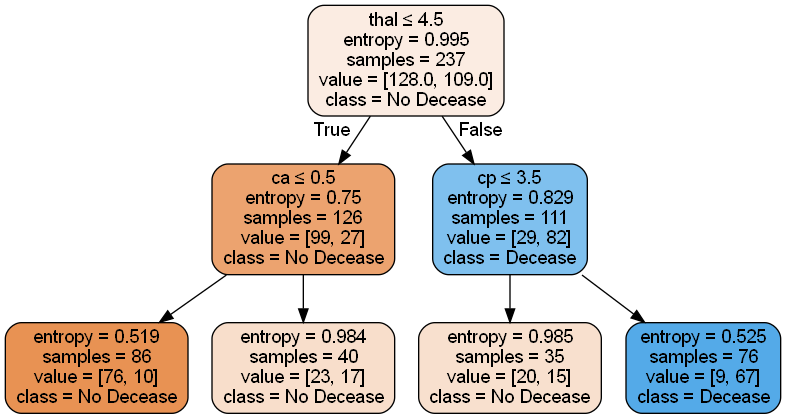 thal ≤ 4.5
entropy = 0.995
samples = 237
value = [128.0, 109.0]
class = No Decease
True
False
ca ≤ 0.5
entropy = 0.75
samples = 126
value = [99, 27]
class = No Decease
cp ≤ 3.5
entropy = 0.829
samples = 111
value = [29, 82]
class = Decease
entropy = 0.519
samples = 86
value = [76, 10]
class = No Decease
entropy = 0.984
samples = 40
value = [23, 17]
class = No Decease
entropy = 0.985
samples = 35
value = [20, 15]
class = No Decease
entropy = 0.525
samples = 76
value = [9, 67]
class = Decease